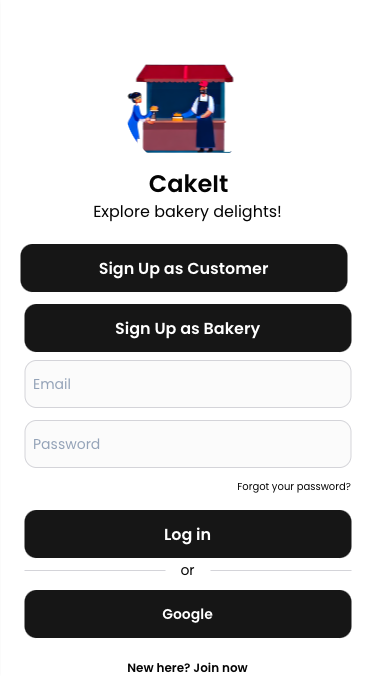 CakeIt
Explore bakery delights!
Sign Up as Customer
Sign Up as Bakery
Email
Password
Forgot your password?
Log in
or
Google
New here? Join now